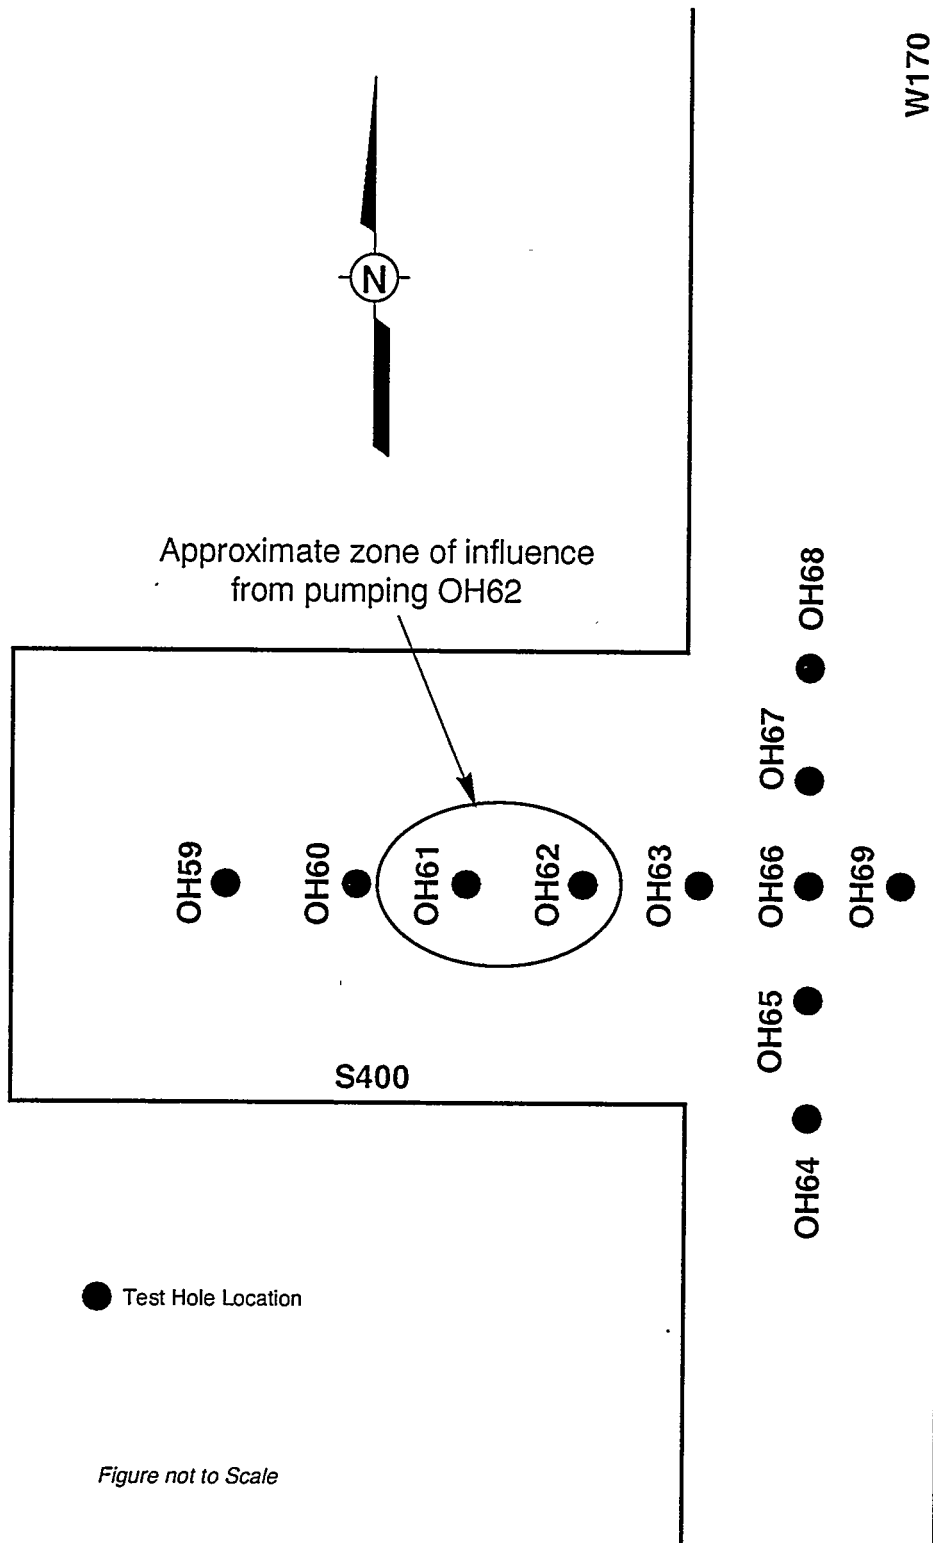 W170
N
Approximate zone of influence
from pumping OH62
OH68
OH67
OH59
OH60
OH61
OH62
OH63
OH66
OH69
OH65
S400
OH64
Test Hole Location
Figure not to Scale